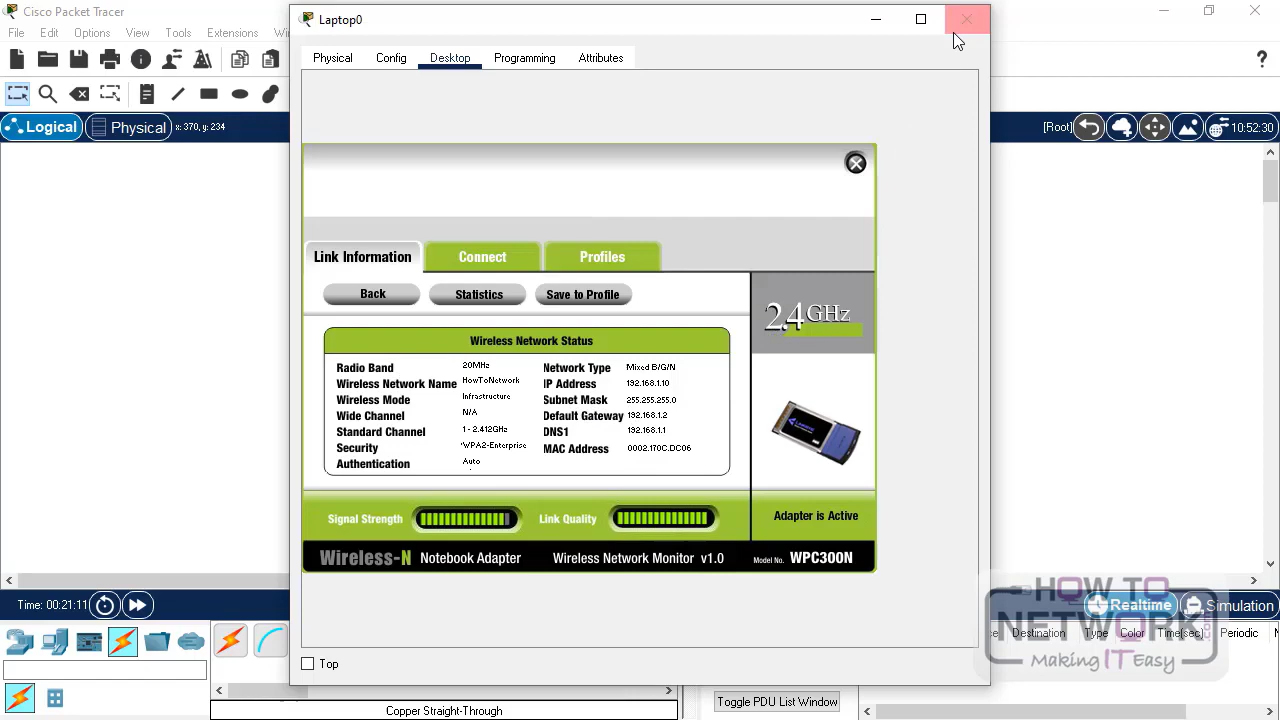 Cisco Packet Tracer
Laptop0
File Edit Options View Tools Extensions
Physical Config Desktop Programming Attributes
Logical Physical x: 370, y: 234
[Root] 10:52:30
Link Information Connect Profiles
Back Statistics Save to Profile
2.4GHz
Wireless Network Status
Radio Band 20MHz Network Type Mixed B/G/N
Wireless Network Name HowToNetwork IP Address 192.168.1.10
Wireless Mode Infrastructure Subnet Mask 255.255.255.0
Wide Channel N/A Default Gateway 192.168.1.2
Standard Channel 1 - 2.412GHz DNS1 192.168.1.1
Security WPA2-Enterprise MAC Address 0002.170C.DC06
Authentication Auto
Signal Strength Link Quality Adapter is Active
Wireless-N Notebook Adapter Wireless Network Monitor v1.0 Model No. WPC300N
Time: 00:21:11
Realtime Simulation
Destination Type Color Time(sec) Periodic
HOW TO
NETWORK.com
Making IT Easy
Top
Toggle PDU List Window
Copper Straight-Through